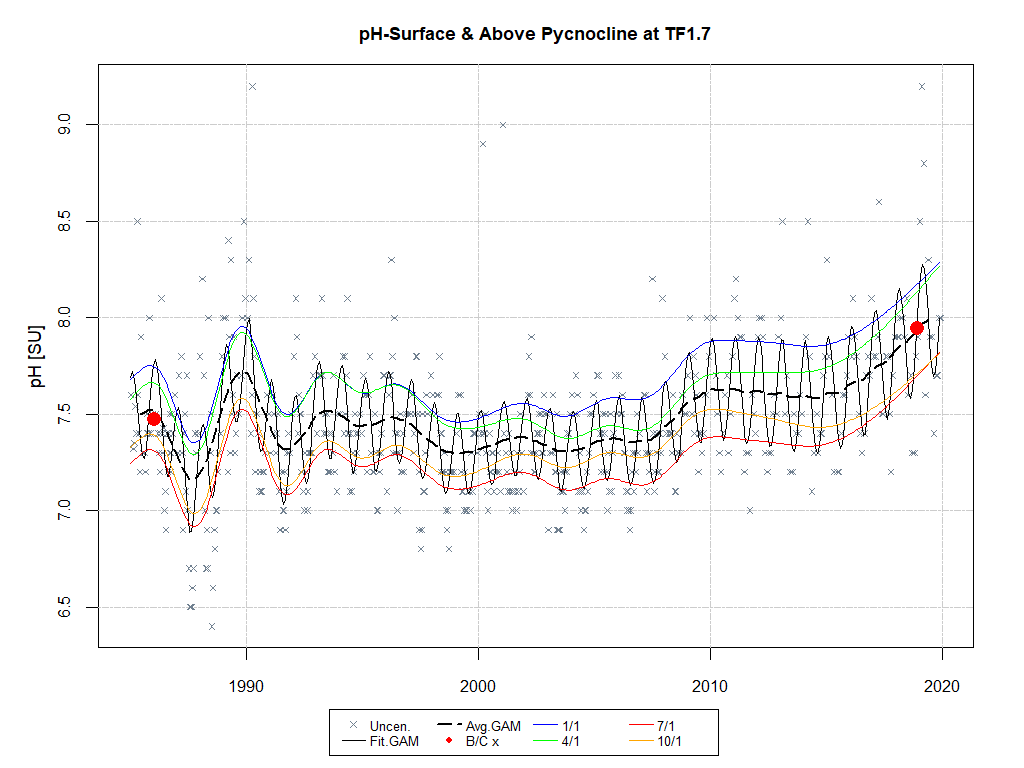 pH-Surface & Above Pycnocline at TF1.7
pH [SU]
9.0
8.5
8.0
7.5
7.0
6.5
1990 2000 2010 2020
Uncen. Avg.GAM 1/1 7/1
Fit.GAM B/C x 4/1 10/1